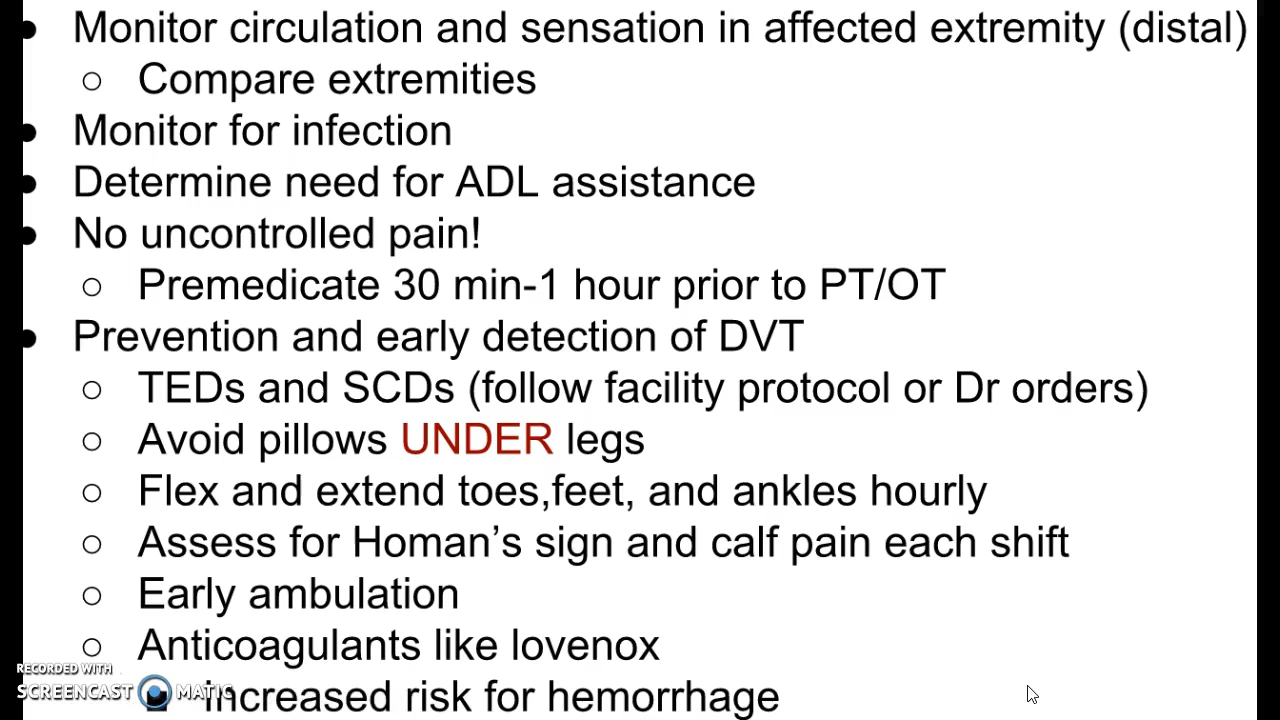 ● Monitor circulation and sensation in affected extremity (distal)
○ Compare extremities
● Monitor for infection
● Determine need for ADL assistance
● No uncontrolled pain!
○ Premedicate 30 min-1 hour prior to PT/OT
● Prevention and early detection of DVT
○ TEDs and SCDs (follow facility protocol or Dr orders)
○ Avoid pillows UNDER legs
○ Flex and extend toes,feet, and ankles hourly
○ Assess for Homan’s sign and calf pain each shift
○ Early ambulation
○ Anticoagulants like lovenox
■ increased risk for hemorrhage
RECORDED WITH
SCREENCAST MATIC